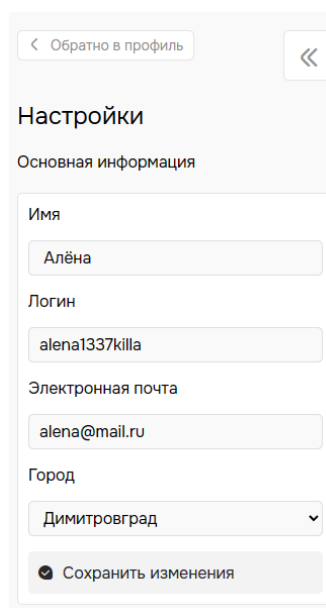 Обратно в профиль
Настройки
Основная информация
Имя
Алёна
Логин
alena1337killa
Электронная почта
alena@mail.ru
Город
Димитровград
Сохранить изменения